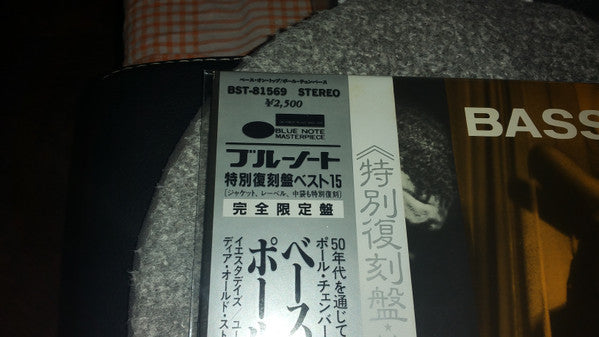 ベース・オン・トップ/ポール・チェンバース
BST-81569 STEREO
¥2,500
BLUE NOTE
MASTERPIECE
ブルーノート
特別復刻盤ベスト15
[ジャケット、レーベル、中袋も特別復刻]
完全限定盤
50年代を通じて
ポール・チェンバー
ベース
ポー
イエスタデイズ/ユー
ディア・オールド・スト
《特別復刻盤
BASS